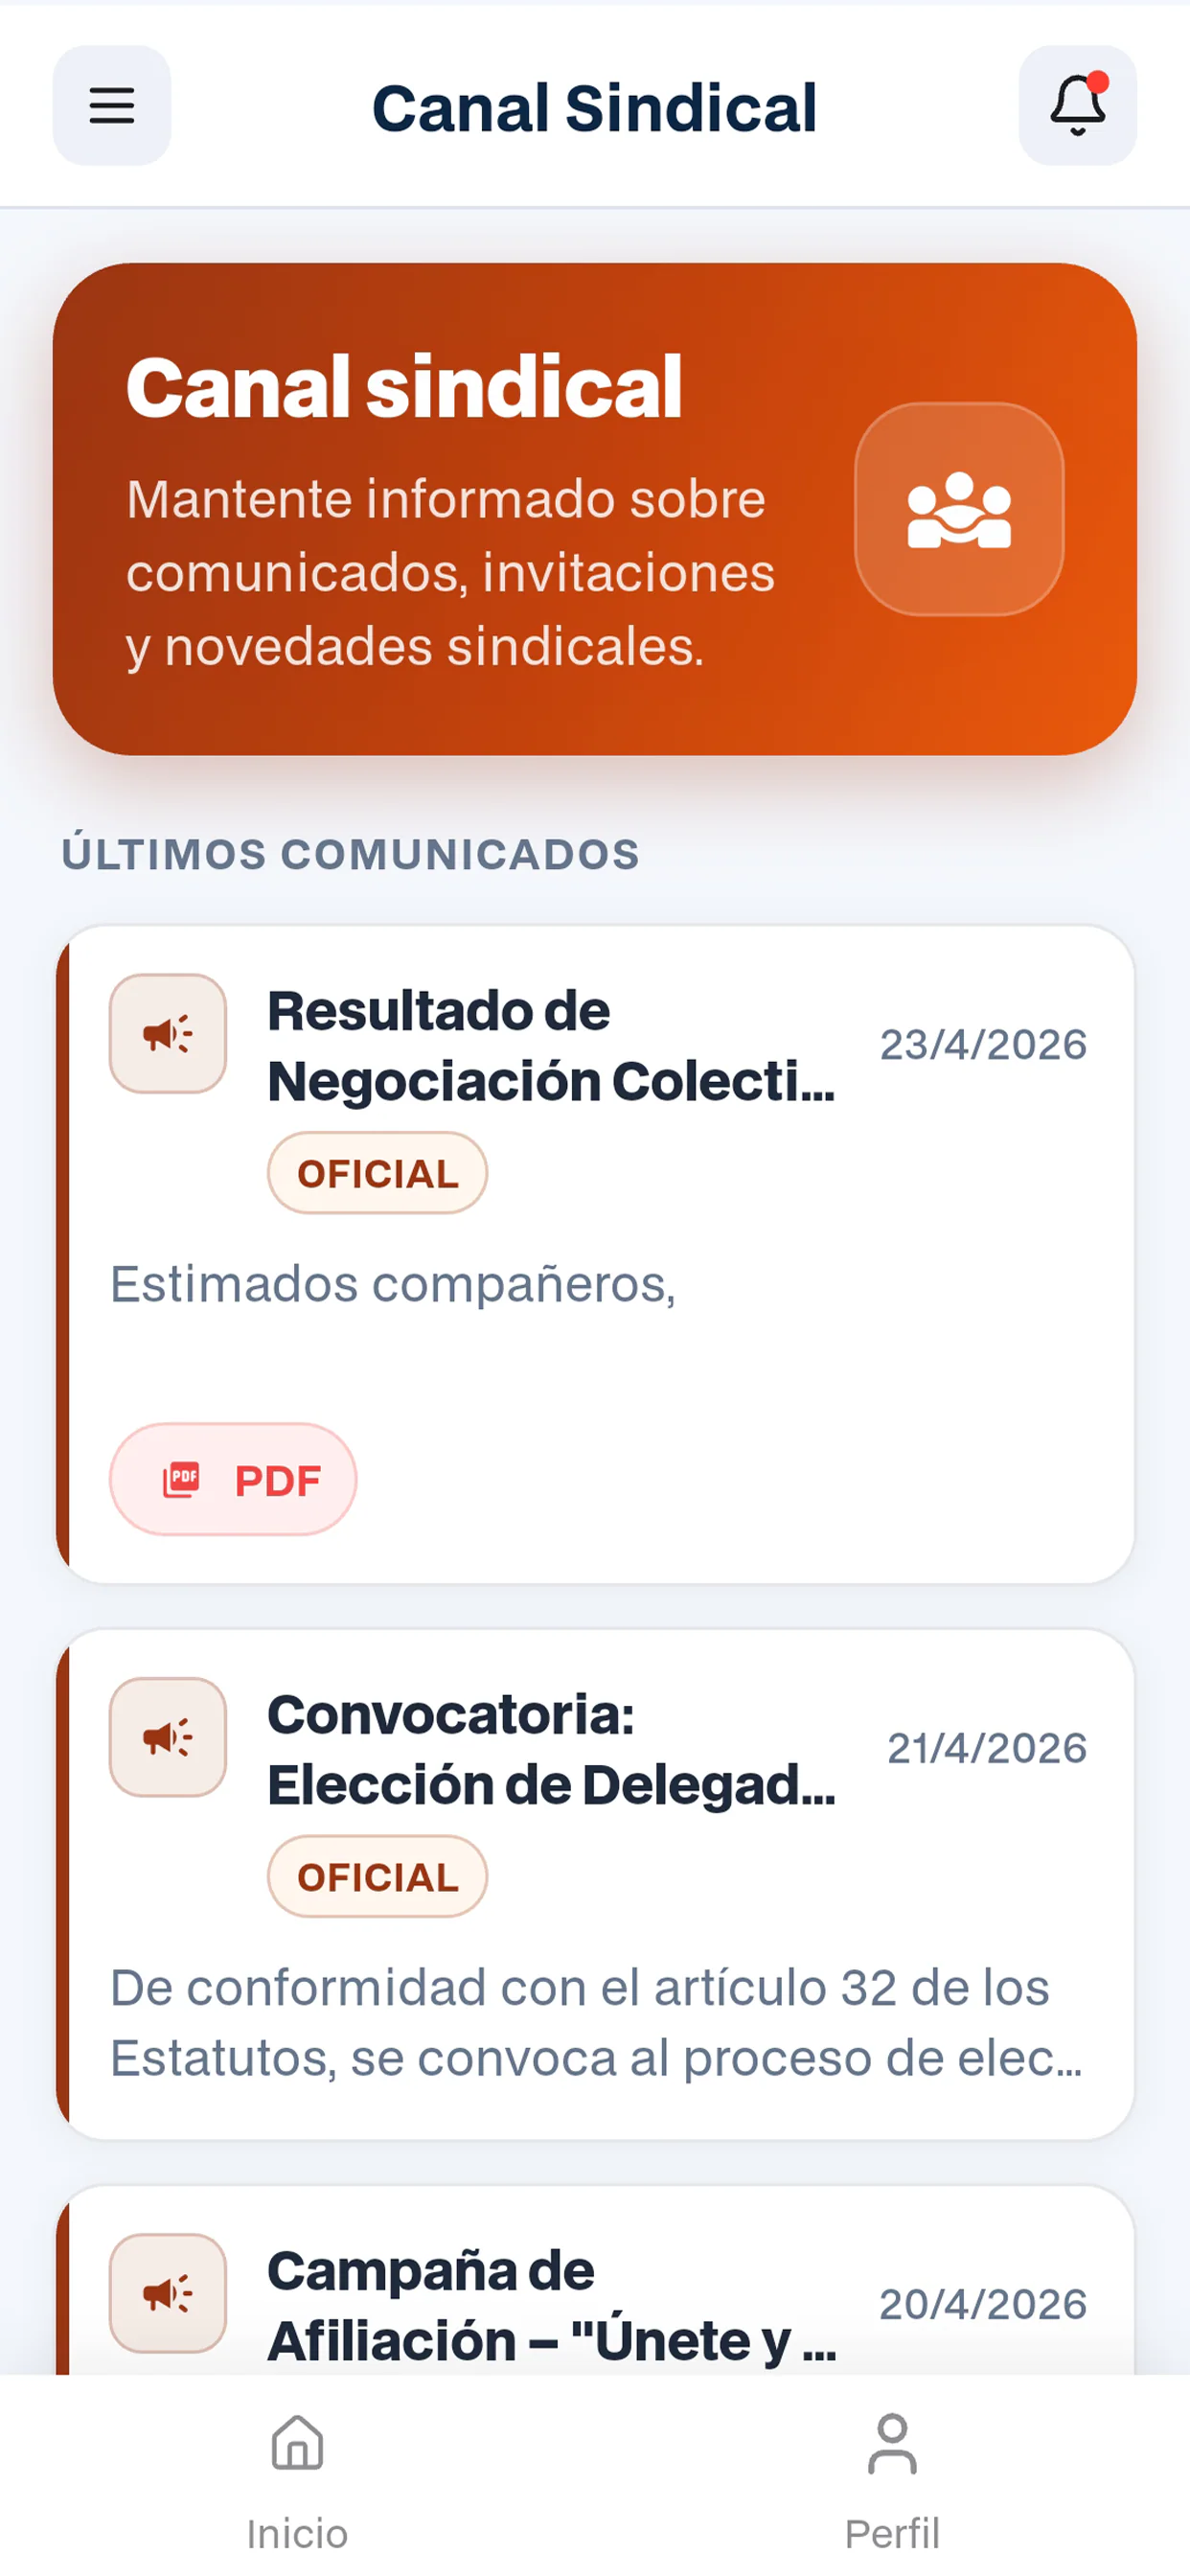 Canal Sindical
Canal sindical
Mantente informado sobre
comunicados, invitaciones
y novedades sindicales.
ÚLTIMOS COMUNICADOS
Resultado de
Negociación Colecti...
23/4/2026
OFICIAL
Estimados compañeros,
PDF
PDF
Convocatoria:
Elección de Delegad...
21/4/2026
OFICIAL
De conformidad con el artículo 32 de los
Estatutos, se convoca al proceso de elec...
Campaña de
Afiliación – "Únete y ...
20/4/2026
Inicio
Perfil